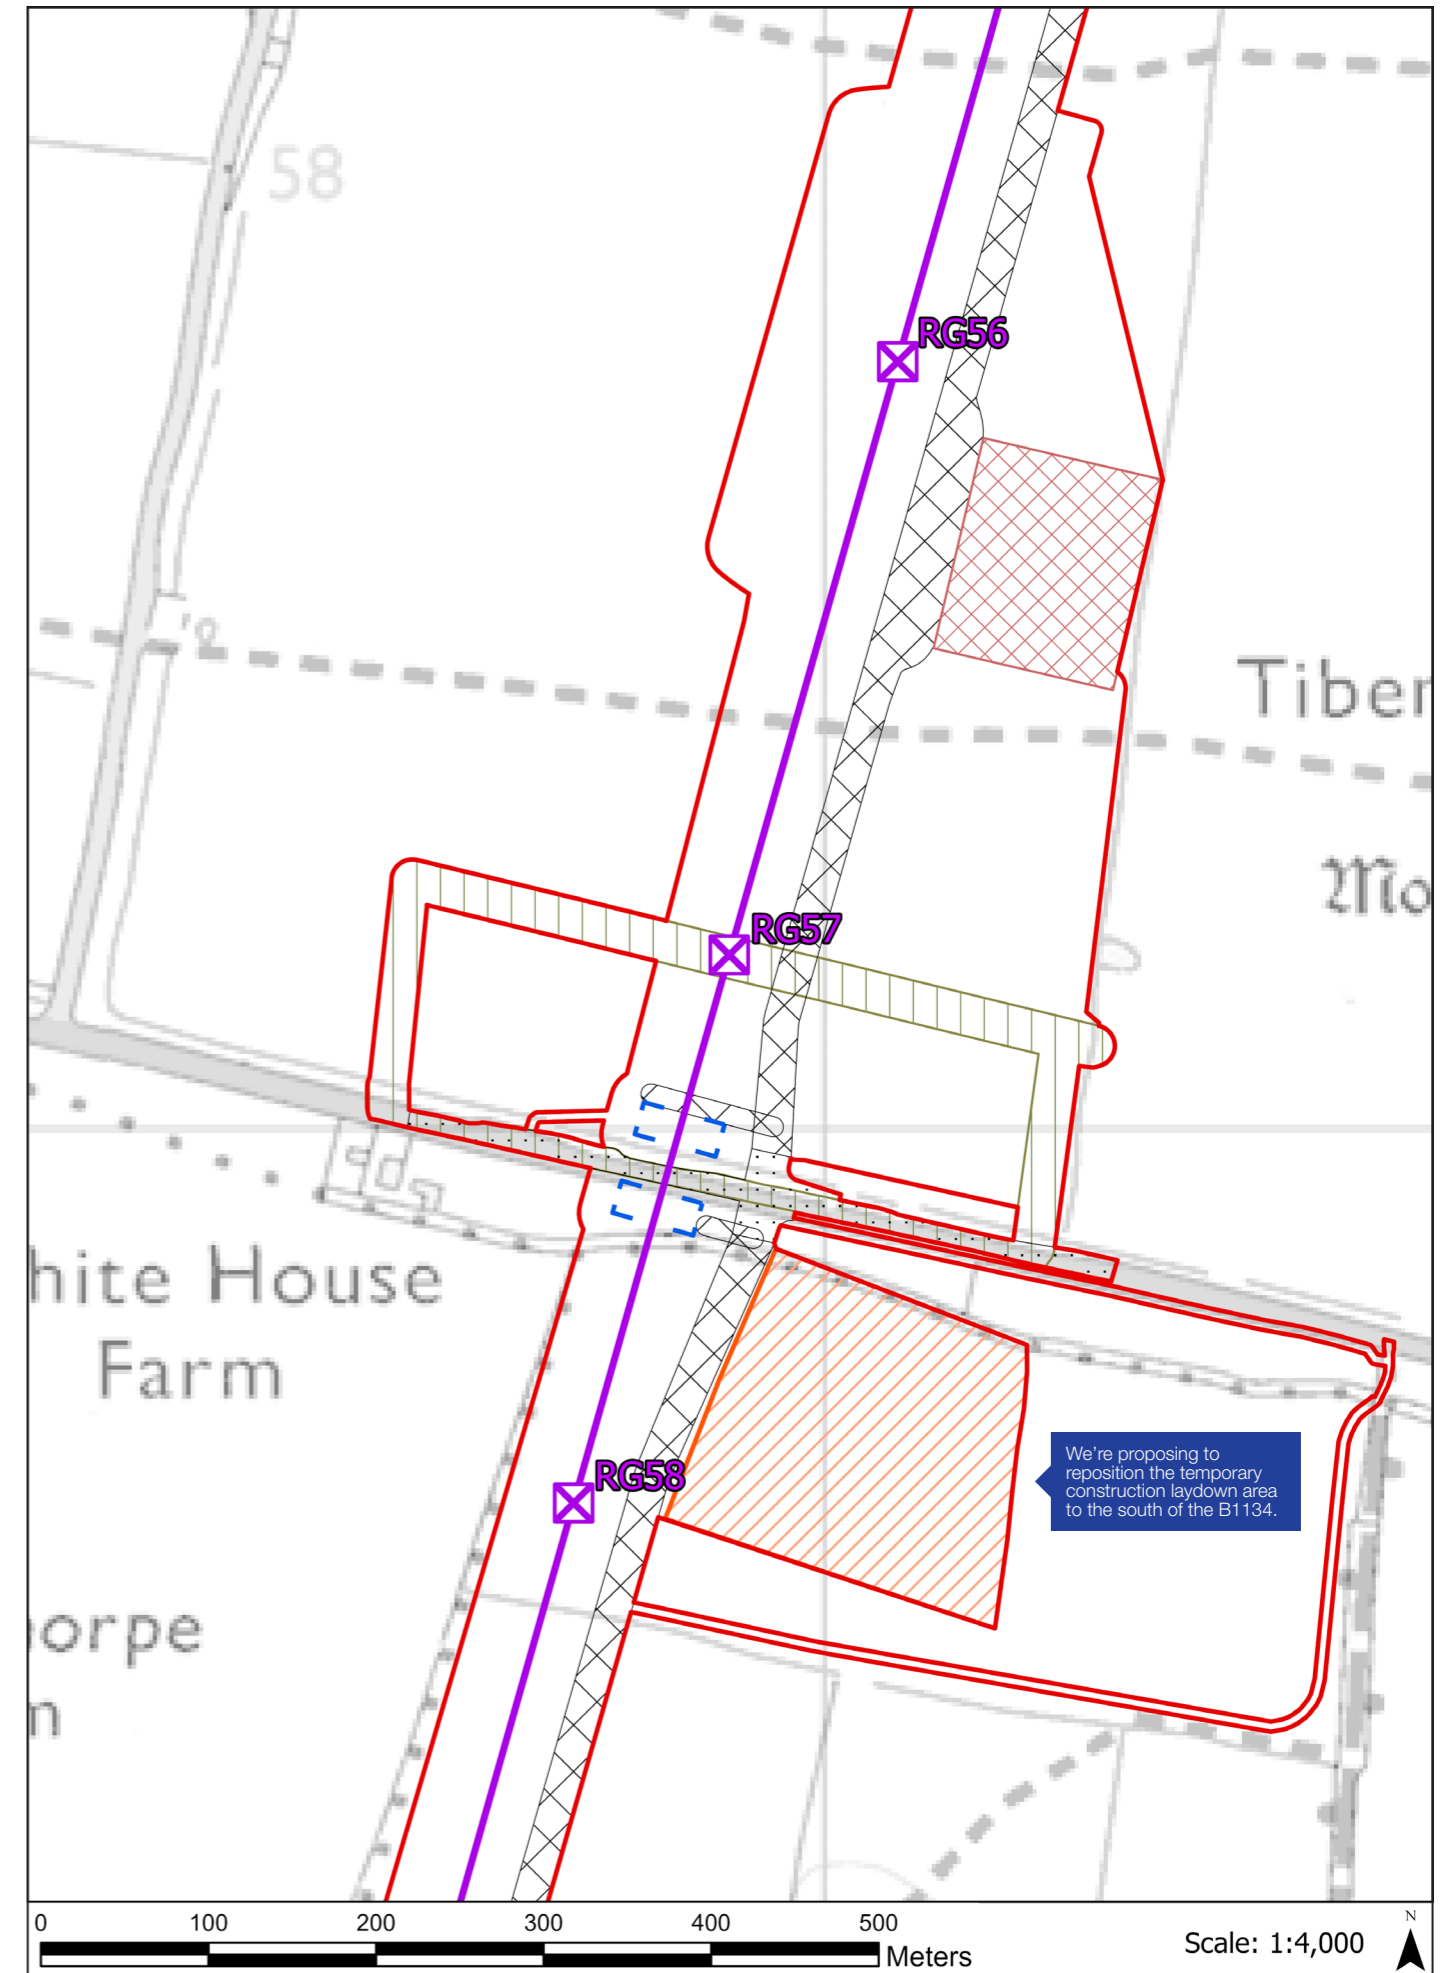 58
RG56
Tiber
Mo
RG57
hite House
Farm
We're proposing to
reposition the temporary
construction laydown area
to the south of the B1134.
RG58
orpe
n
0 100 200 300 400 500
Meters
Scale: 1:4,000
N